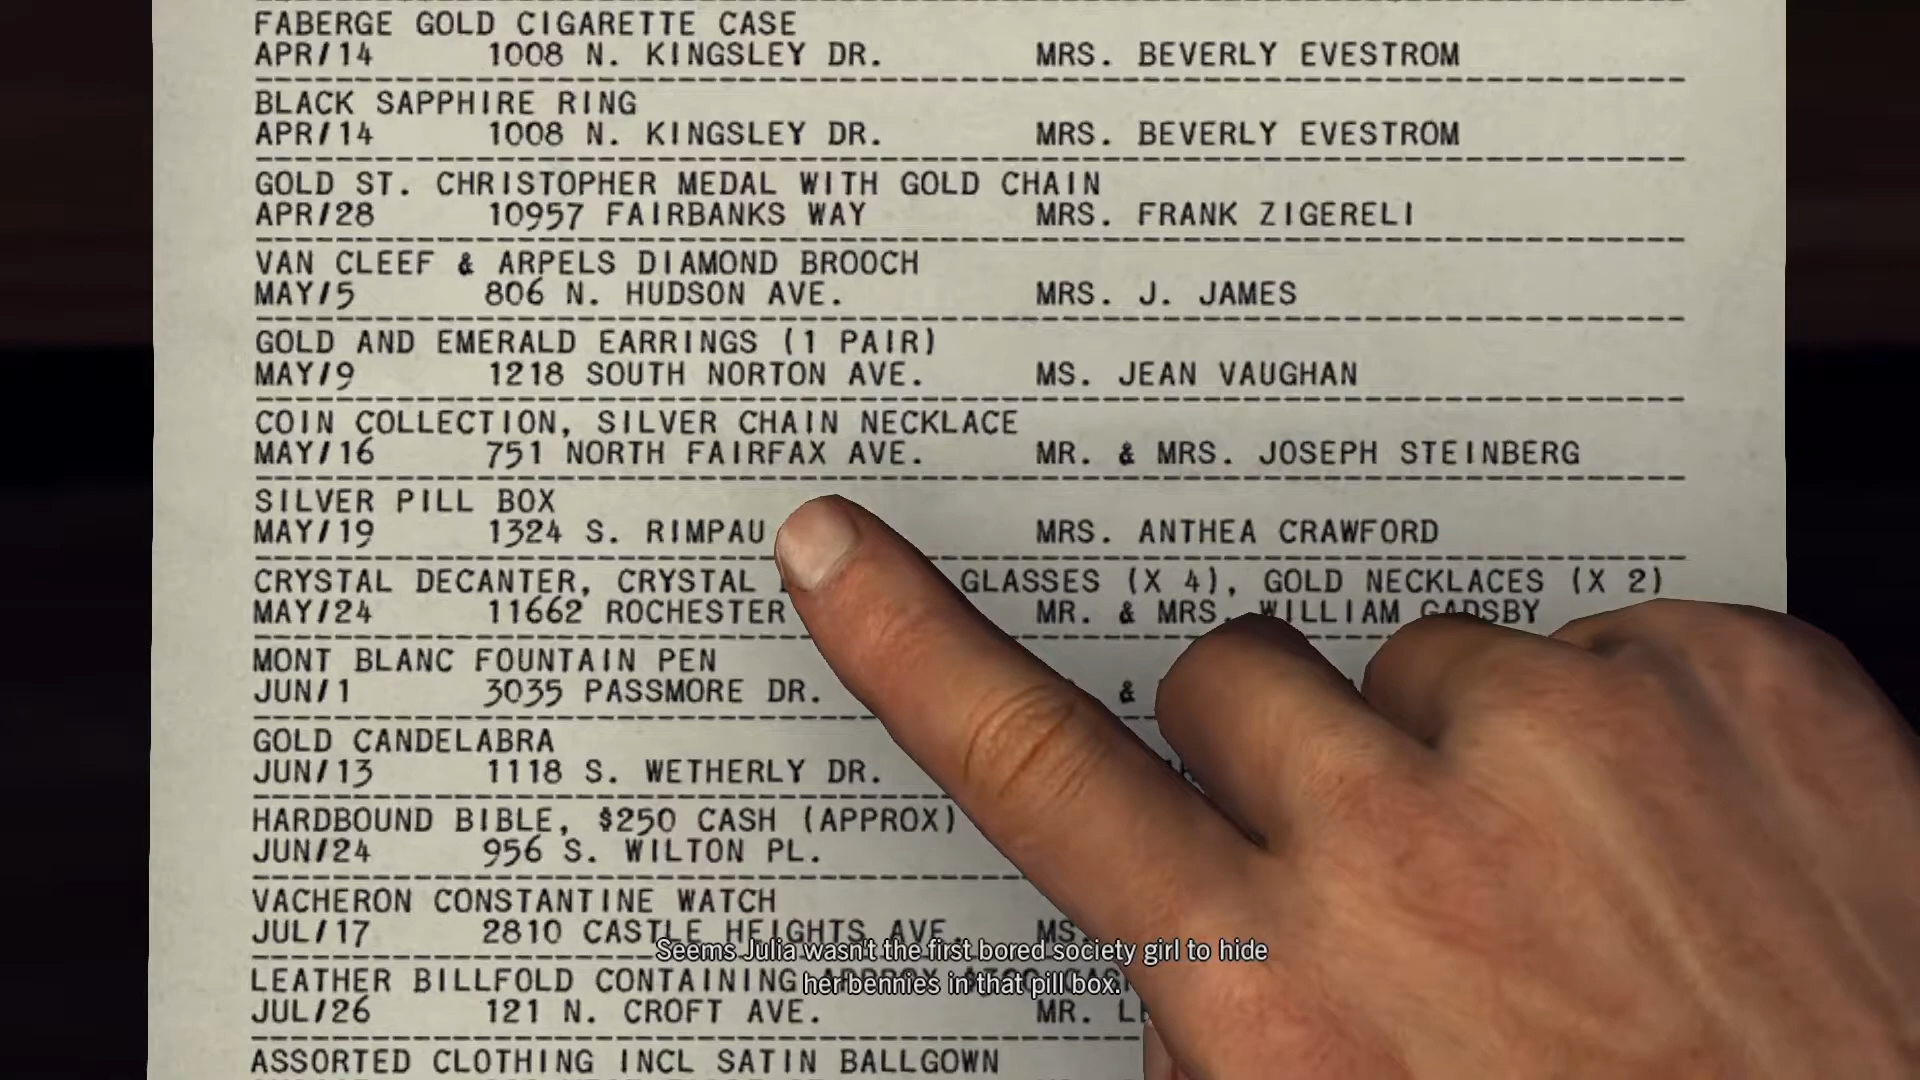 FABERGE GOLD CIGARETTE CASE
APR/14 1008 N. KINGSLEY DR. MRS. BEVERLY EVESTROM
BLACK SAPPHIRE RING
APR/14 1008 N. KINGSLEY DR. MRS. BEVERLY EVESTROM
GOLD ST. CHRISTOPHER MEDAL WITH GOLD CHAIN
APR/28 10957 FAIRBANKS WAY MRS. FRANK ZIGERELI
VAN CLEEF & ARPELS DIAMOND BROOCH
MAY/5 806 N. HUDSON AVE. MRS. J. JAMES
GOLD AND EMERALD EARRINGS (1 PAIR)
MAY/9 1218 SOUTH NORTON AVE. MS. JEAN VAUGHAN
COIN COLLECTION, SILVER CHAIN NECKLACE
MAY/16 751 NORTH FAIRFAX AVE. MR. & MRS. JOSEPH STEINBERG
SILVER PILL BOX
MAY/19 1324 S. RIMPAU MRS. ANTHEA CRAWFORD
CRYSTAL DECANTER, CRYSTAL GLASSES (X 4), GOLD NECKLACES (X 2)
MAY/24 11662 ROCHESTER MR. & MRS. WILLIAM GADSBY
MONT BLANC FOUNTAIN PEN
JUN/1 3035 PASSMORE DR. &
GOLD CANDELABRA
JUN/13 1118 S. WETHERLY DR.
HARDBOUND BIBLE, $250 CASH (APPROX)
JUN/24 956 S. WILTON PL.
VACHERON CONSTANTINE WATCH
JUL/17 2810 CASTLE HEIGHTS AVE. MS.
Seems Julia wasn't the first bored society girl to hide
LEATHER BILLFOLD CONTAINING
her bennies in that pill box.
JUL/26 121 N. CROFT AVE. MR.
ASSORTED CLOTHING INCL SATIN BALLGOWN